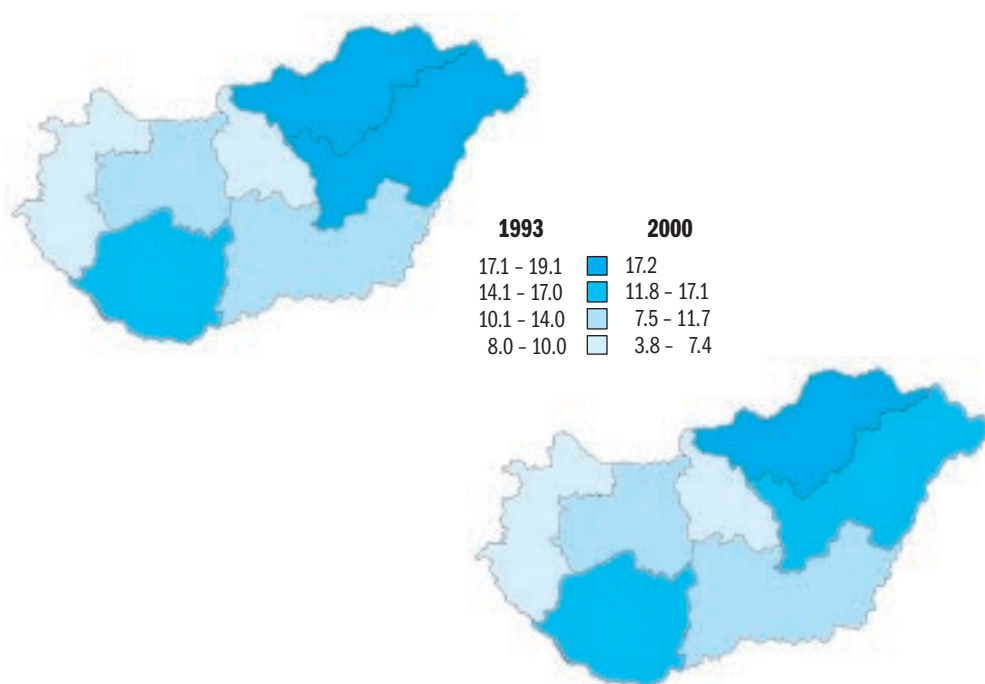 1993 2000
17.1 – 19.1 17.2
14.1 – 17.0 11.8 – 17.1
10.1 – 14.0 7.5 – 11.7
8.0 – 10.0 3.8 – 7.4